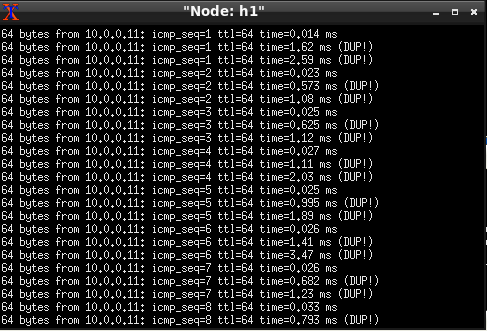 "Node: h1"
64 bytes from 10.0.0.11: icmp_seq=1 ttl=64 time=0.014 ms
64 bytes from 10.0.0.11: icmp_seq=1 ttl=64 time=1.62 ms (DUP!)
64 bytes from 10.0.0.11: icmp_seq=1 ttl=64 time=2.59 ms (DUP!)
64 bytes from 10.0.0.11: icmp_seq=2 ttl=64 time=0.023 ms
64 bytes from 10.0.0.11: icmp_seq=2 ttl=64 time=0.573 ms (DUP!)
64 bytes from 10.0.0.11: icmp_seq=2 ttl=64 time=1.08 ms (DUP!)
64 bytes from 10.0.0.11: icmp_seq=3 ttl=64 time=0.025 ms
64 bytes from 10.0.0.11: icmp_seq=3 ttl=64 time=0.625 ms (DUP!)
64 bytes from 10.0.0.11: icmp_seq=3 ttl=64 time=1.12 ms (DUP!)
64 bytes from 10.0.0.11: icmp_seq=4 ttl=64 time=0.027 ms
64 bytes from 10.0.0.11: icmp_seq=4 ttl=64 time=1.11 ms (DUP!)
64 bytes from 10.0.0.11: icmp_seq=4 ttl=64 time=2.03 ms (DUP!)
64 bytes from 10.0.0.11: icmp_seq=5 ttl=64 time=0.025 ms
64 bytes from 10.0.0.11: icmp_seq=5 ttl=64 time=0.995 ms (DUP!)
64 bytes from 10.0.0.11: icmp_seq=5 ttl=64 time=1.89 ms (DUP!)
64 bytes from 10.0.0.11: icmp_seq=6 ttl=64 time=0.026 ms
64 bytes from 10.0.0.11: icmp_seq=6 ttl=64 time=1.41 ms (DUP!)
64 bytes from 10.0.0.11: icmp_seq=6 ttl=64 time=3.47 ms (DUP!)
64 bytes from 10.0.0.11: icmp_seq=7 ttl=64 time=0.026 ms
64 bytes from 10.0.0.11: icmp_seq=7 ttl=64 time=0.682 ms (DUP!)
64 bytes from 10.0.0.11: icmp_seq=7 ttl=64 time=1.23 ms (DUP!)
64 bytes from 10.0.0.11: icmp_seq=8 ttl=64 time=0.033 ms
64 bytes from 10.0.0.11: icmp_seq=8 ttl=64 time=0.793 ms (DUP!)